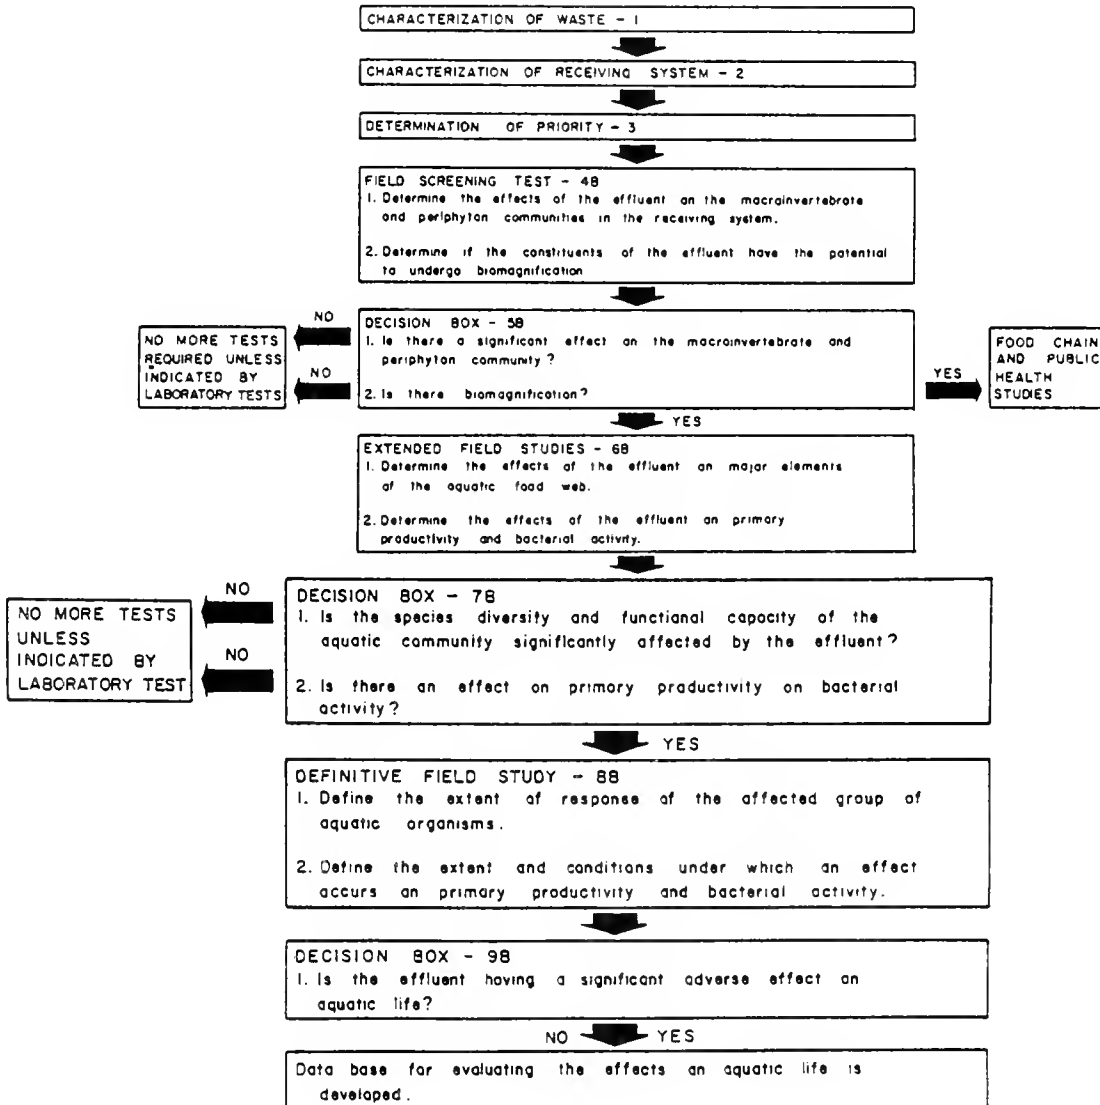 CHARACTERIZATION OF WASTE - 1
CHARACTERIZATION OF RECEIVING SYSTEM - 2
DETERMINATION OF PRIORITY - 3
FIELD SCREENING TEST - 4B
1. Determine the effects of the effluent on the macroinvertebrate
and periphyton communities in the receiving system.
2. Determine if the constituents of the effluent have the potential
to undergo biomagnification
NO
NO
NO MORE TESTS
REQUIRED UNLESS
INDICATED BY
LABORATORY TESTS
DECISION BOX - 5B
1. Is there a significant effect on the macroinvertebrate and
periphyton community?
2. Is there biomagnification?
YES
FOOD CHAIN
AND PUBLIC
HEALTH
STUDIES
YES
EXTENDED FIELD STUDIES - 6B
1. Determine the effects of the effluent on major elements
of the aquatic food web.
2. Determine the effects of the effluent on primary
productivity and bacterial activity.
NO
NO
NO MORE TESTS
UNLESS
INDICATED BY
LABORATORY TEST
DECISION BOX - 7B
1. Is the species diversity and functional capacity of the
aquatic community significantly affected by the effluent?
2. Is there an effect on primary productivity on bacterial
activity?
YES
DEFINITIVE FIELD STUDY - 8B
1. Define the extent of response of the affected group of
aquatic organisms.
2. Define the extent and conditions under which an effect
occurs on primary productivity and bacterial activity.
DECISION BOX - 9B
1. Is the effluent having a significant adverse effect on
aquatic life?
NO YES
Data base for evaluating the effects on aquatic life is
developed.